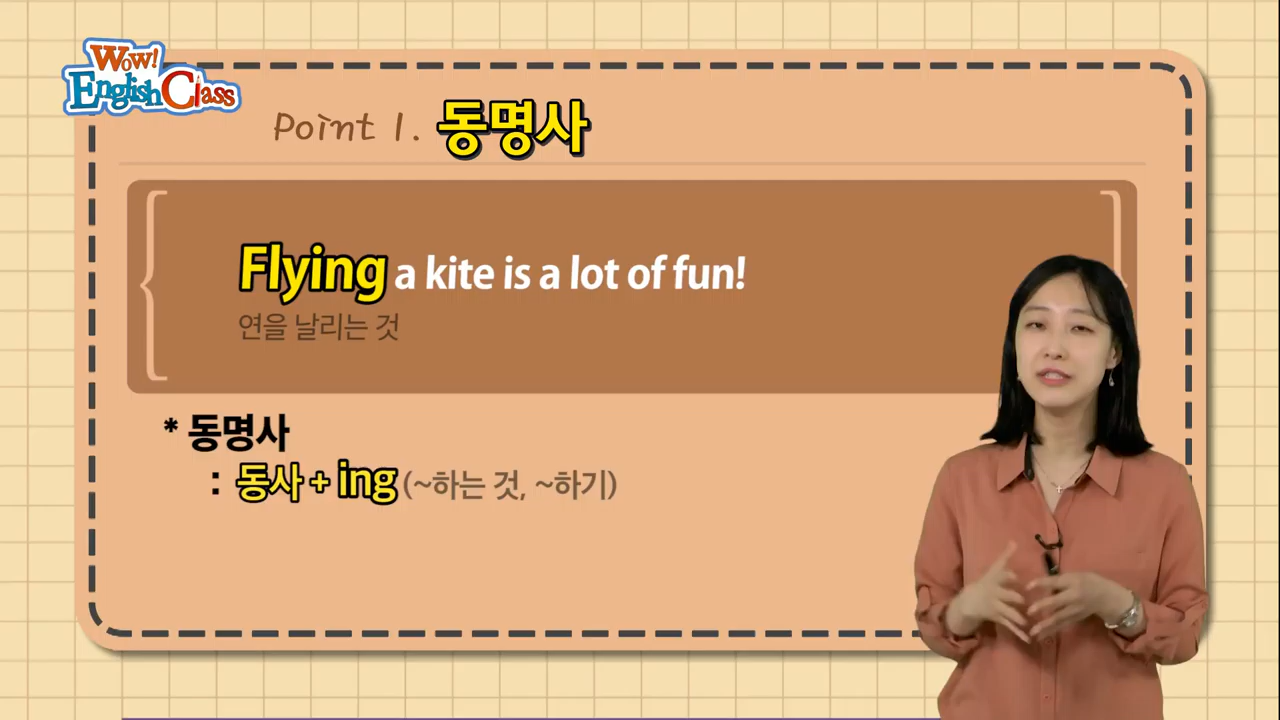 Wow!
English Class
Point 1. 동명사
Flying a kite is a lot of fun!
연을 날리는 것
* 동명사
: 동사 + ing (~하는 것, ~하기)